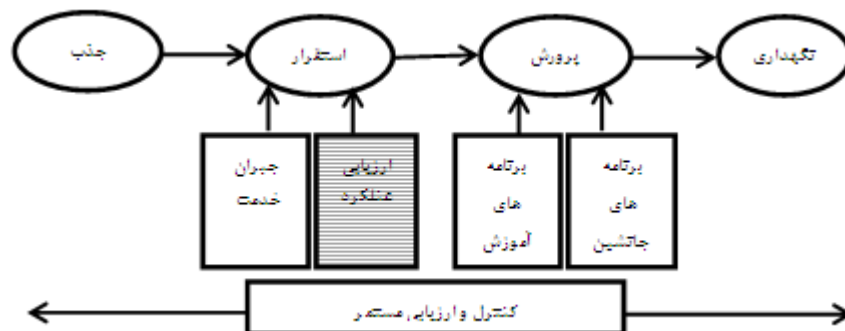 جذب
استقرار
پرورش
نگهداری
جبران
خدمت
ارزیابی
عملکرد
برنامه
های
آموزش
برنامه
های
جانشین
کنترل و ارزیابی مستمر